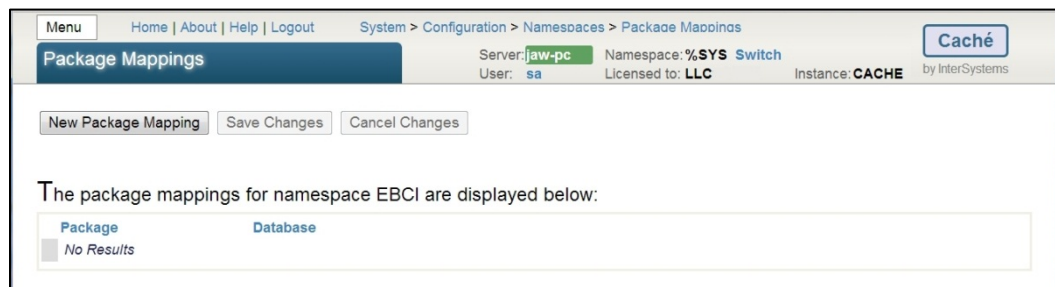 Menu Home | About | Help | Logout System > Configuration > Namespaces > Package Mappings
Package Mappings
Server: jaw-pc Namespace: %SYS Switch
User: sa Licensed to: LLC Instance: CACHE
Caché
by InterSystems
New Package Mapping Save Changes Cancel Changes
The package mappings for namespace EBCI are displayed below:
Package Database
No Results